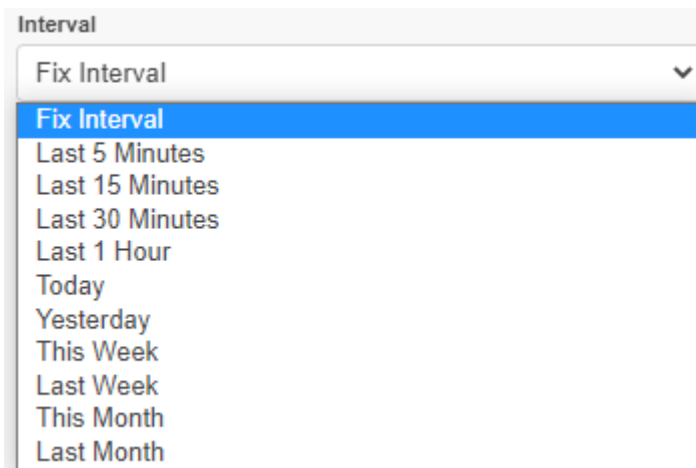 Interval
Fix Interval
Fix Interval
Last 5 Minutes
Last 15 Minutes
Last 30 Minutes
Last 1 Hour
Today
Yesterday
This Week
Last Week
This Month
Last Month